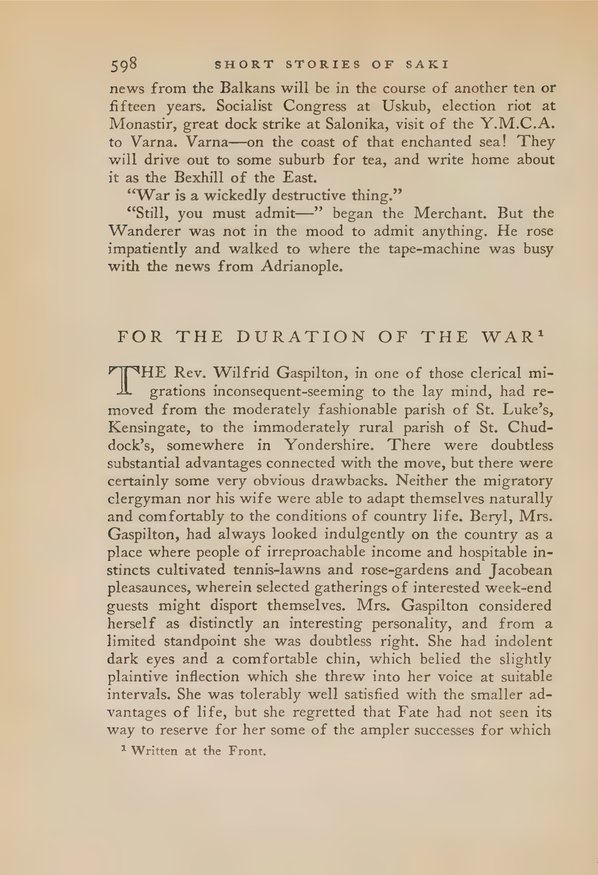 598 SHORT STORIES OF SAKI
news from the Balkans will be in the course of another ten or
fifteen years. Socialist Congress at Uskub, election riot at
Monastir, great dock strike at Salonika, visit of the Y.M.C.A.
to Varna. Varna—on the coast of that enchanted sea! They
will drive out to some suburb for tea, and write home about
it as the Bexhill of the East.
“War is a wickedly destructive thing.”
“Still, you must admit—” began the Merchant. But the
Wanderer was not in the mood to admit anything. He rose
impatiently and walked to where the tape-machine was busy
with the news from Adrianople.
FOR THE DURATION OF THE WAR¹
THE Rev. Wilfrid Gaspilton, in one of those clerical mi-
grations inconsequent-seeming to the lay mind, had re-
moved from the moderately fashionable parish of St. Luke’s,
Kensingate, to the immoderately rural parish of St. Chud-
dock’s, somewhere in Yondershire. There were doubtless
substantial advantages connected with the move, but there were
certainly some very obvious drawbacks. Neither the migratory
clergyman nor his wife were able to adapt themselves naturally
and comfortably to the conditions of country life. Beryl, Mrs.
Gaspilton, had always looked indulgently on the country as a
place where people of irreproachable income and hospitable in-
stincts cultivated tennis-lawns and rose-gardens and Jacobean
pleasaunces, wherein selected gatherings of interested week-end
guests might disport themselves. Mrs. Gaspilton considered
herself as distinctly an interesting personality, and from a
limited standpoint she was doubtless right. She had indolent
dark eyes and a comfortable chin, which belied the slightly
plaintive inflection which she threw into her voice at suitable
intervals. She was tolerably well satisfied with the smaller ad-
vantages of life, but she regretted that Fate had not seen its
way to reserve for her some of the ampler successes for which
¹ Written at the Front.